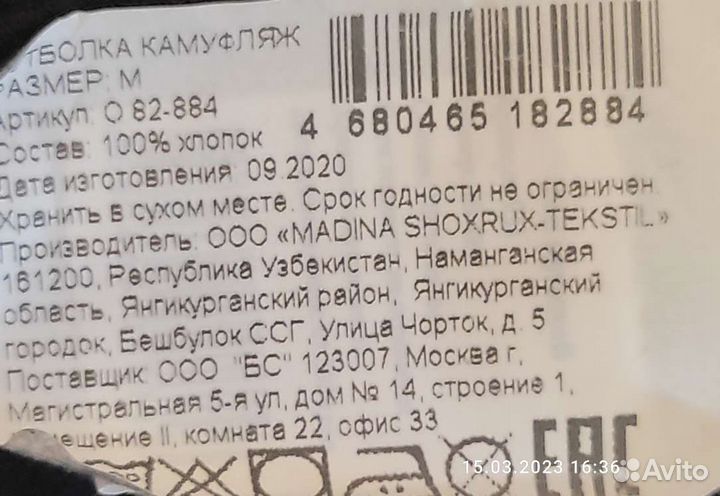 ТБОЛКА КАМУФЛЯЖ
РАЗМЕР: М
Артикул: О 82-884
Состав: 100% хлопок
Дата изготовления: 09.2020
Хранить в сухом месте. Срок годности не ограничен.
Производитель: ООО «MADINA SHOXRUX-TEKSTIL»
161200, Республика Узбекистан, Наманганская
область, Янгикурганский район, Янгикурганский
городок, Бешбулок ССГ, Улица Чорток, д. 5
Поставщик: ООО "БС" 123007, Москва г,
Магистральная 5-я ул, дом № 14, строение 1,
мещение II, комната 22, офис 33
4 680465 182884
EAC
15.03.2023 16:36
Avito